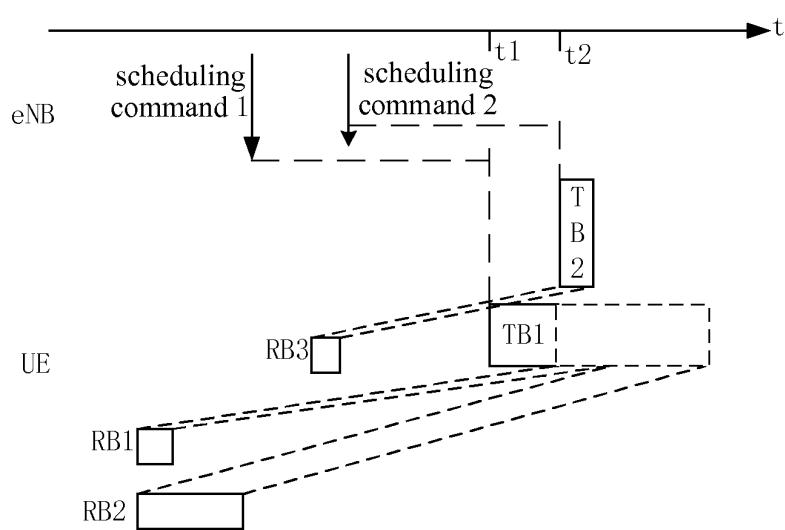 t
t1 t2
scheduling
command 1
scheduling
command 2
eNB
T
B
2
RB3
TB1
UE
RB1
RB2